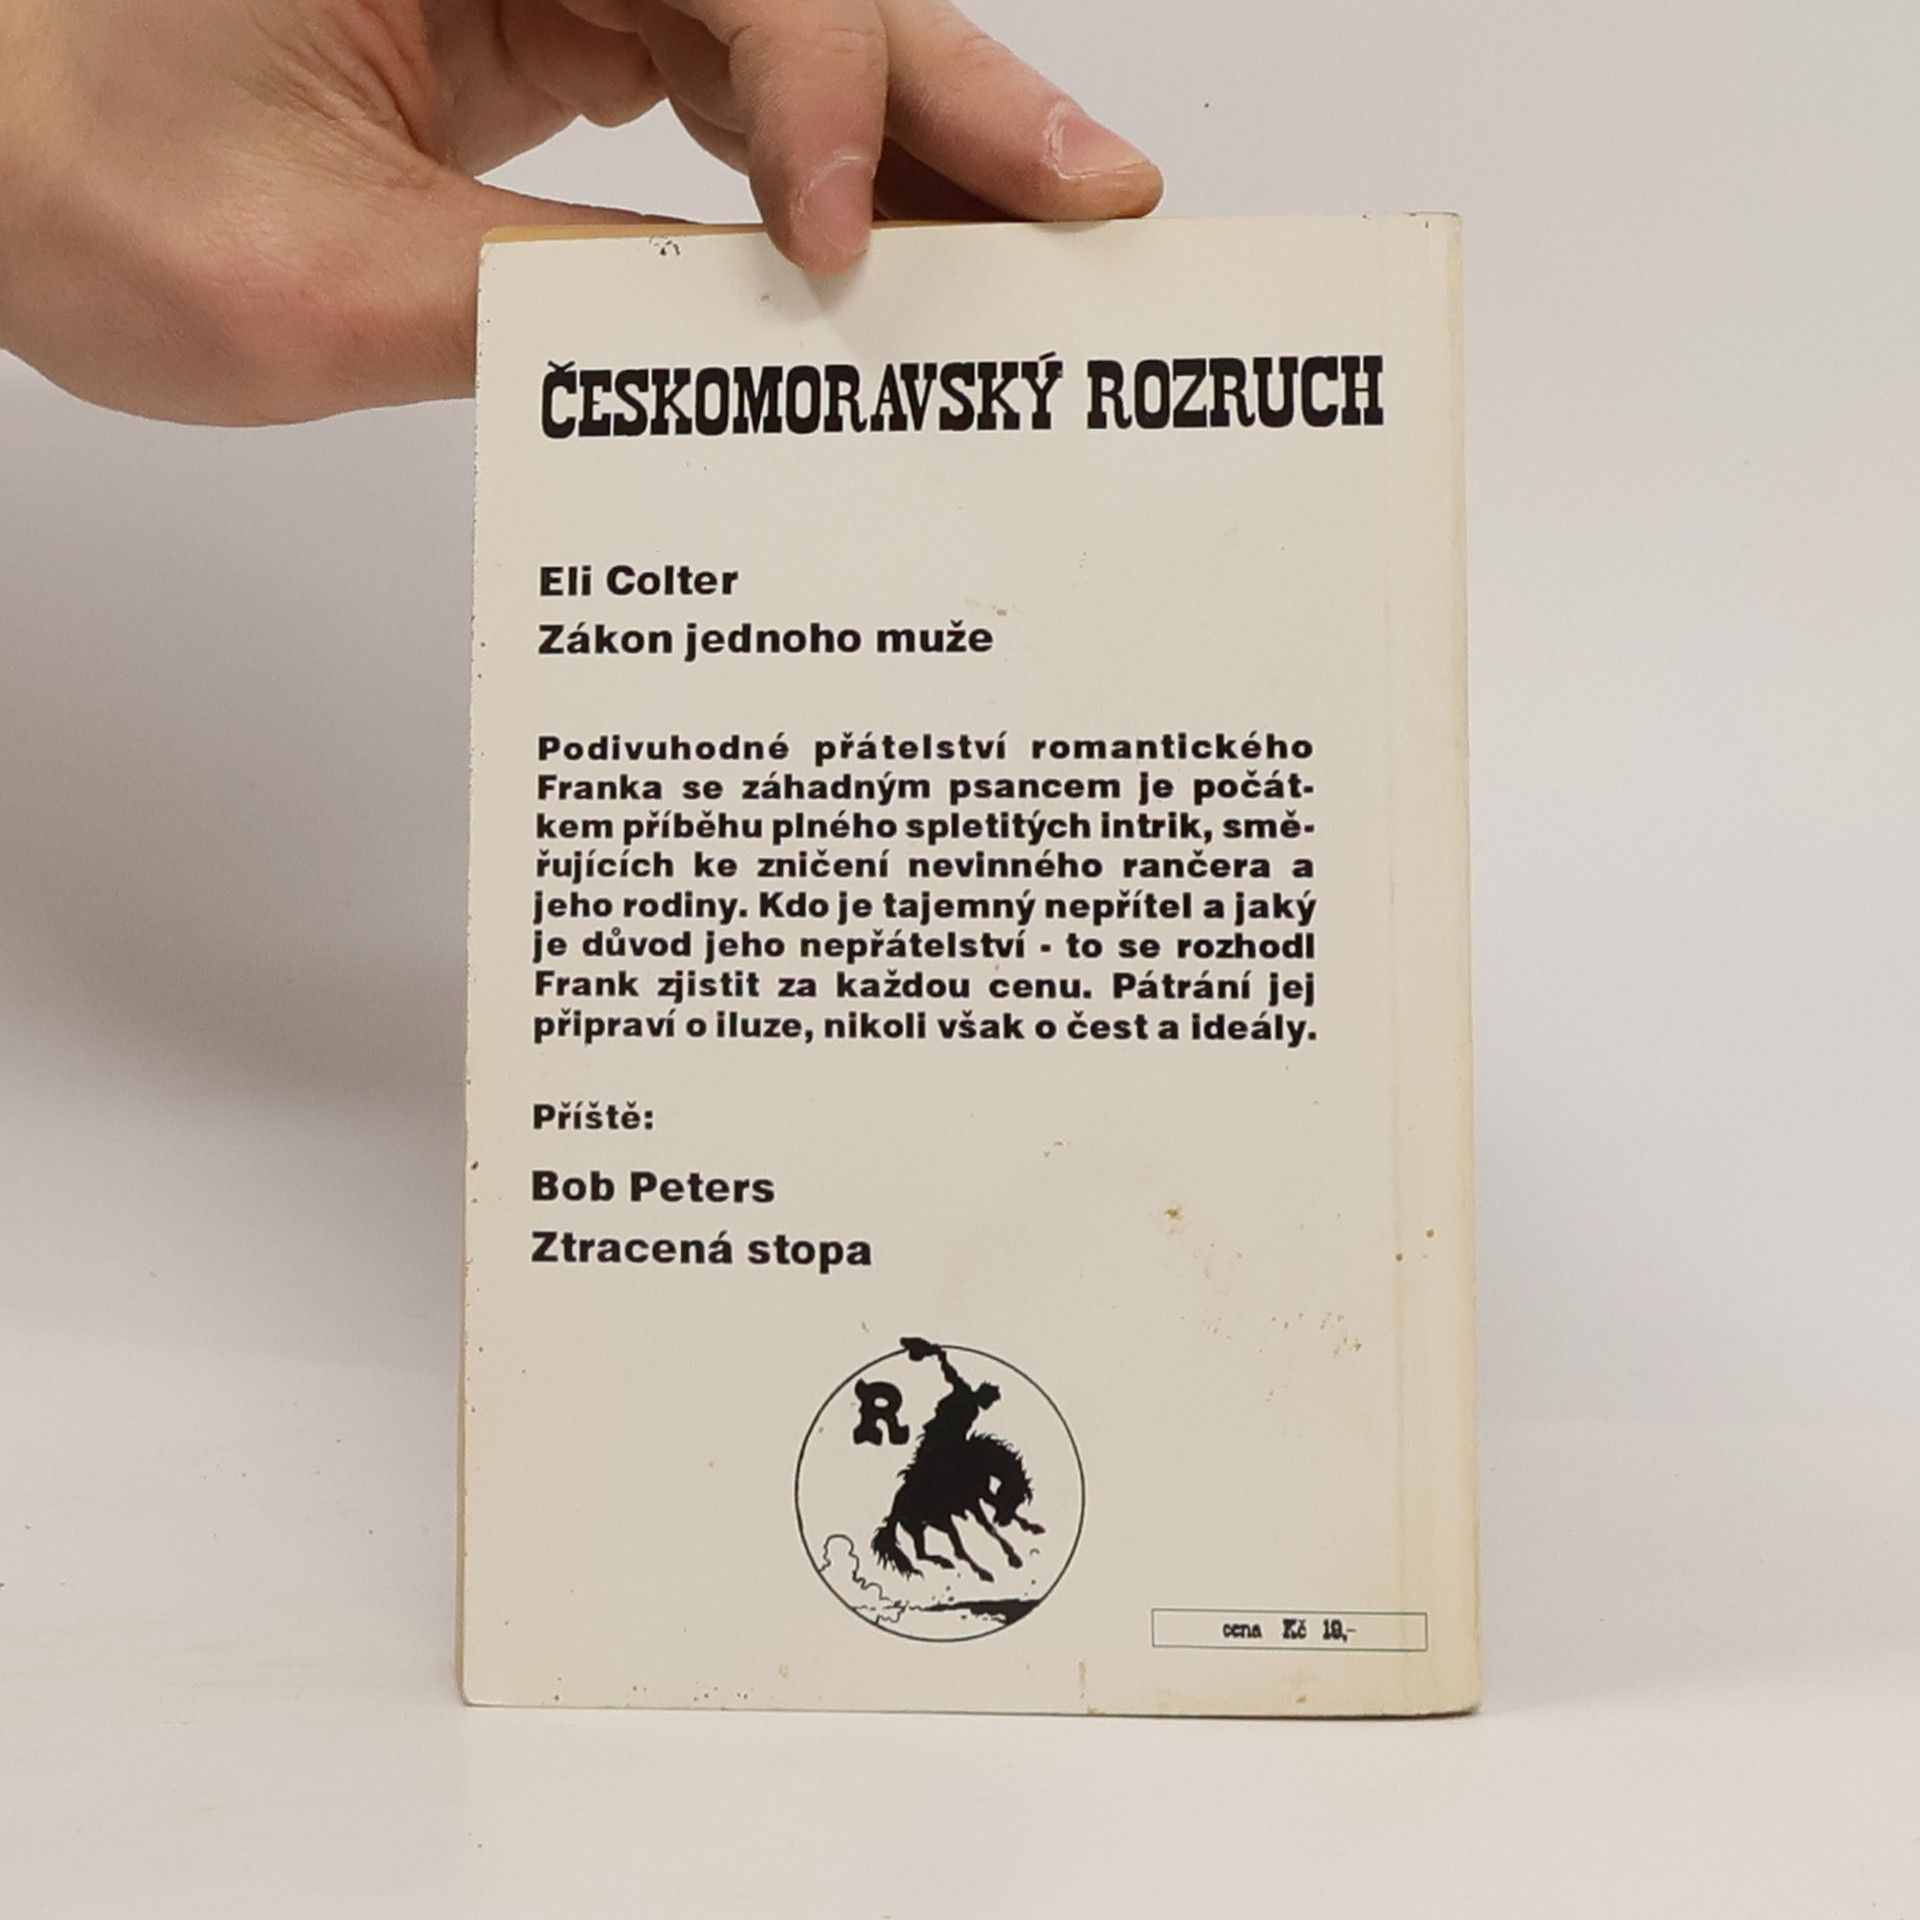 ČESKOMORAVSKÝ ROZRUCH
Eli Colter
Zákon jednoho muže
Podivuhodné přátelství romantického
Franka se záhadným psancem je počát-
kem příběhu plného spletitých intrik, smě-
řujících ke zničení nevinného rančera a
jeho rodiny. Kdo je tajemný nepřítel a jaký
je důvod jeho nepřátelství - to se rozhodl
Frank zjistit za každou cenu. Pátrání jej
připraví o iluze, nikoli však o čest a ideály.
Příště:
Bob Peters
Ztracená stopa
R
cena Kč 19,-